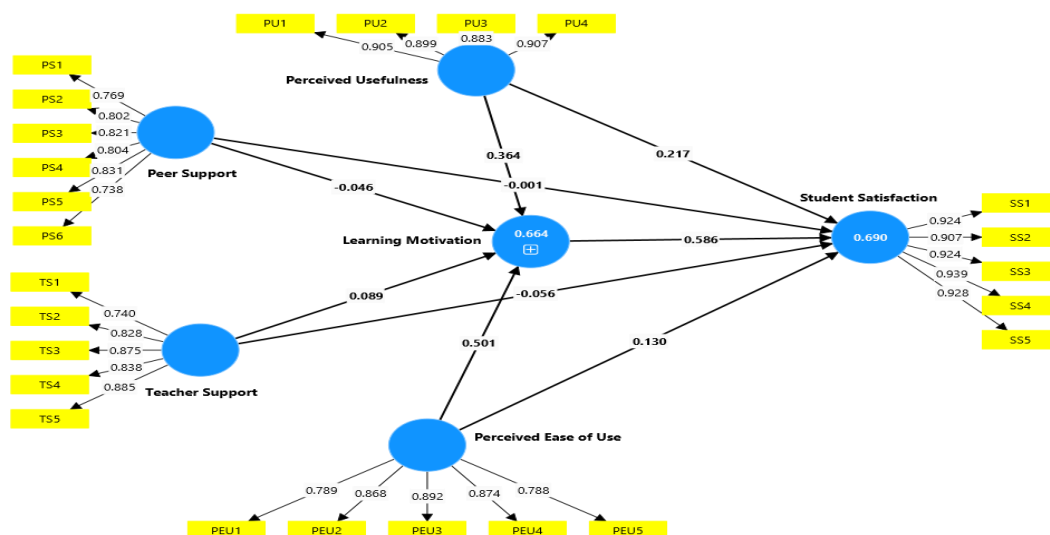 PU1
PU2
PU3
PU4
0.905
0.899
0.883
0.907
Perceived Usefulness
PS1
PS2
PS3
PS4
PS5
PS6
0.769
0.802
0.821
0.804
0.831
0.738
Peer Support
0.364
0.217
-0.001
-0.046
Learning Motivation
0.664
0.586
Student Satisfaction
0.690
SS1
SS2
SS3
SS4
SS5
0.924
0.907
0.924
0.939
0.928
TS1
TS2
TS3
TS4
TS5
0.740
0.828
0.875
0.838
0.885
Teacher Support
0.089
-0.056
0.501
0.130
Perceived Ease of Use
0.789
0.868
0.892
0.874
0.788
PEU1
PEU2
PEU3
PEU4
PEU5